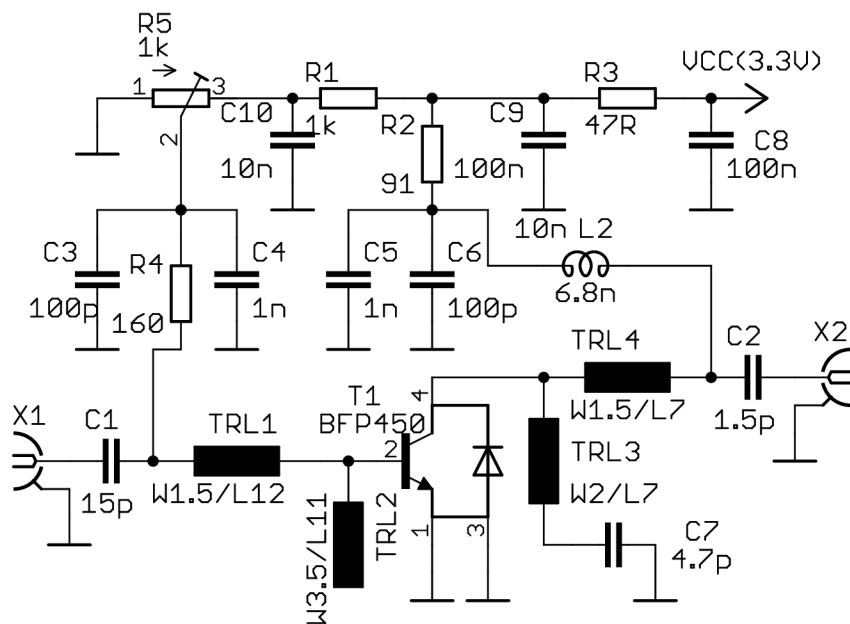 R5
1k
1
3
2
R1
1k
C10
10n
R2
91
C9
100n
10n
R3
47R
VCC(3.3V)
C8
100n
C3
100p
R4
160
C4
1n
C5
1n
C6
100p
L2
6.8n
TRL4
W1.5/L7
C2
1.5p
X2
X1
C1
15p
TRL1
W1.5/L12
T1
BFP450
4
2
1
3
TRL2
W3.5/L11
TRL3
W2/L7
C7
4.7p